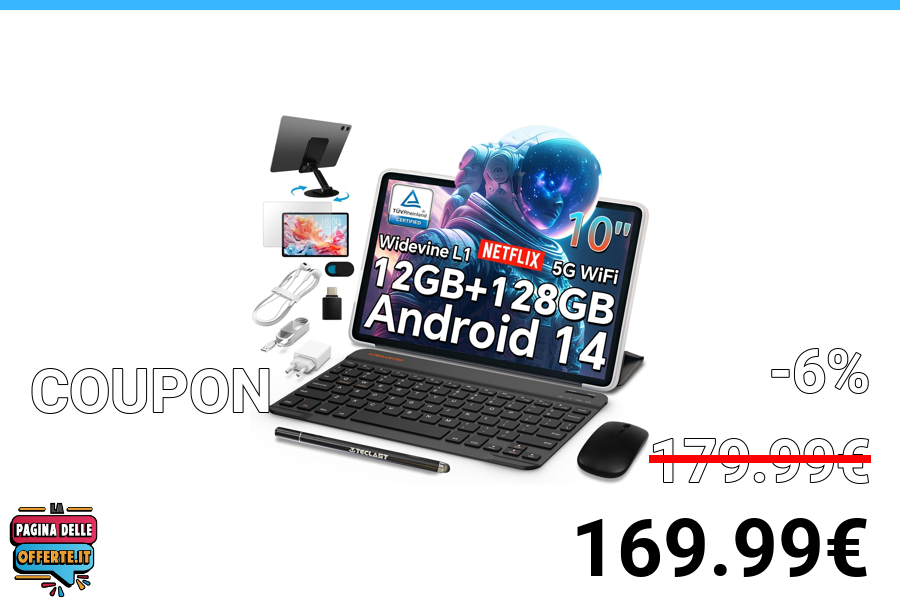 TÜVRheinland
CERTIFIED
10"
Widevine L1 NETFLIX 5G WiFi
12GB+128GB
Android 14
COUPON
-6%
TECLAST
179.99€
169.99€
LA
PAGINA DELLE
OFFERTE.IT